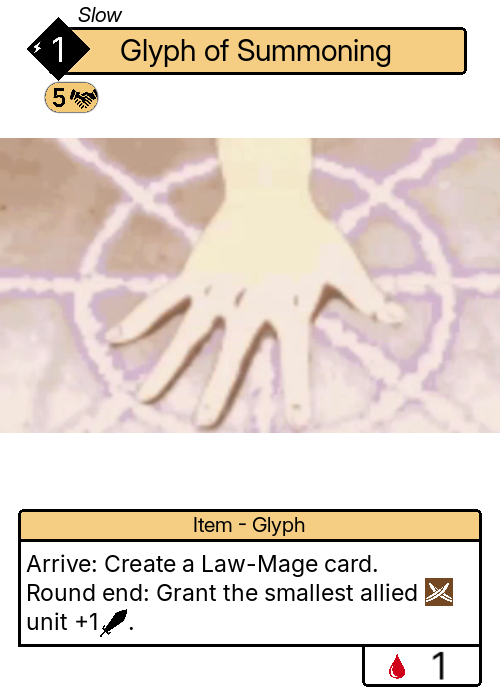 Slow
1
Glyph of Summoning
5
Item - Glyph
Arrive: Create a Law-Mage card.
Round end: Grant the smallest allied
unit +1.
1